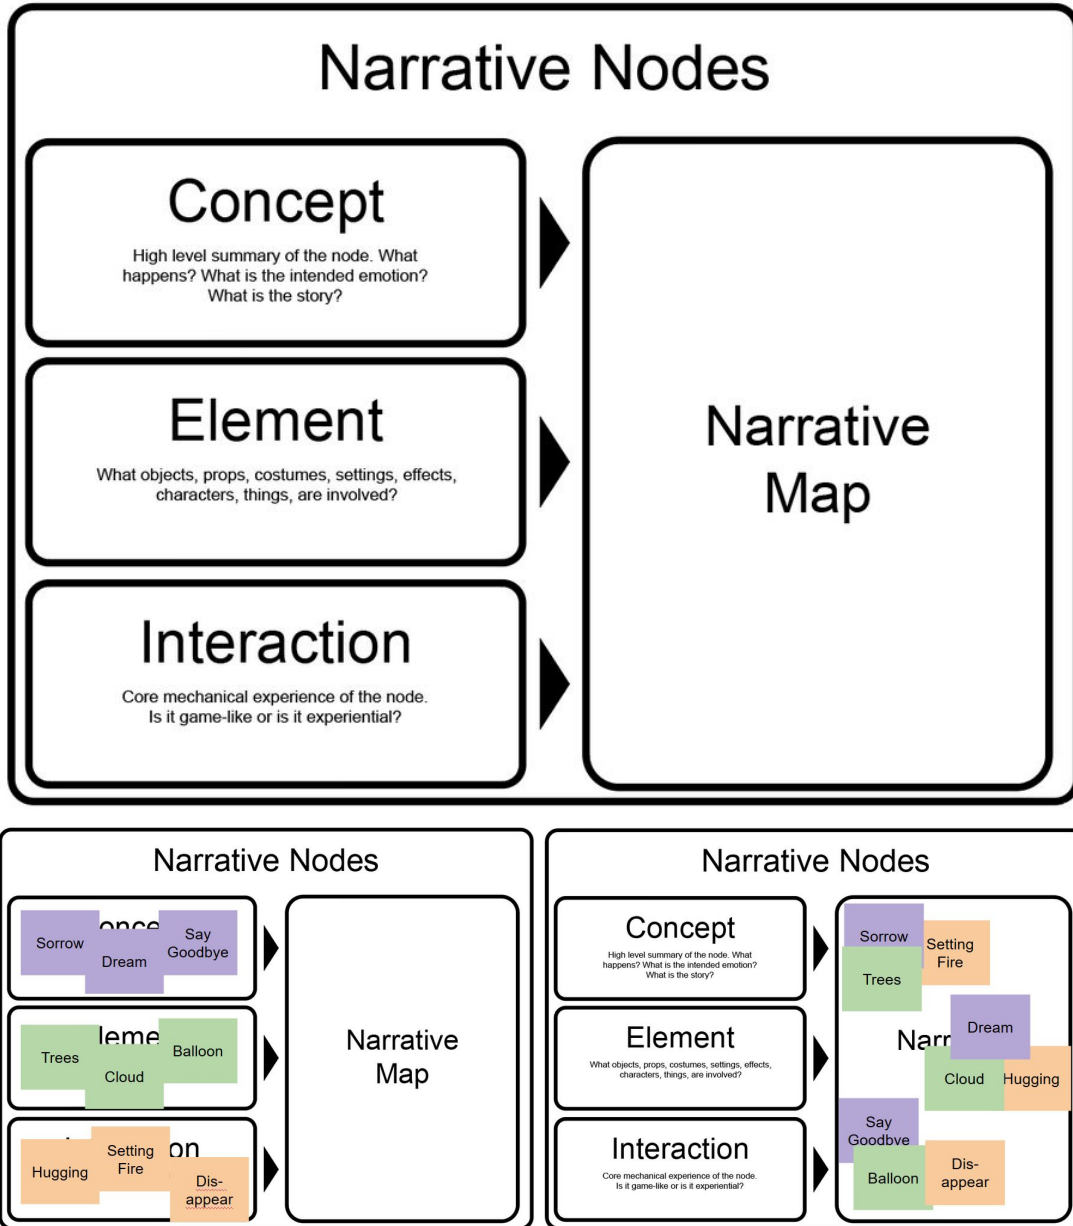 Narrative Nodes
Concept
High level summary of the node. What
happens? What is the intended emotion?
What is the story?
Element
What objects, props, costumes, settings, effects,
characters, things, are involved?
Interaction
Core mechanical experience of the node.
Is it game-like or is it experiential?
Narrative
Map
Narrative Nodes
Sorrow
Dream
Say
Goodbye
Trees
Cloud
Balloon
Hugging
Setting
Fire
Dis-
appear
Narrative
Map
Narrative Nodes
Concept
High level summary of the node. What
happens? What is the intended emotion?
What is the story?
Element
What objects, props, costumes, settings, effects,
characters, things, are involved?
Interaction
Core mechanical experience of the node.
Is it game-like or is it experiential?
Sorrow
Setting
Fire
Trees
Dream
Cloud
Hugging
Say
Goodbye
Balloon
Dis-
appear